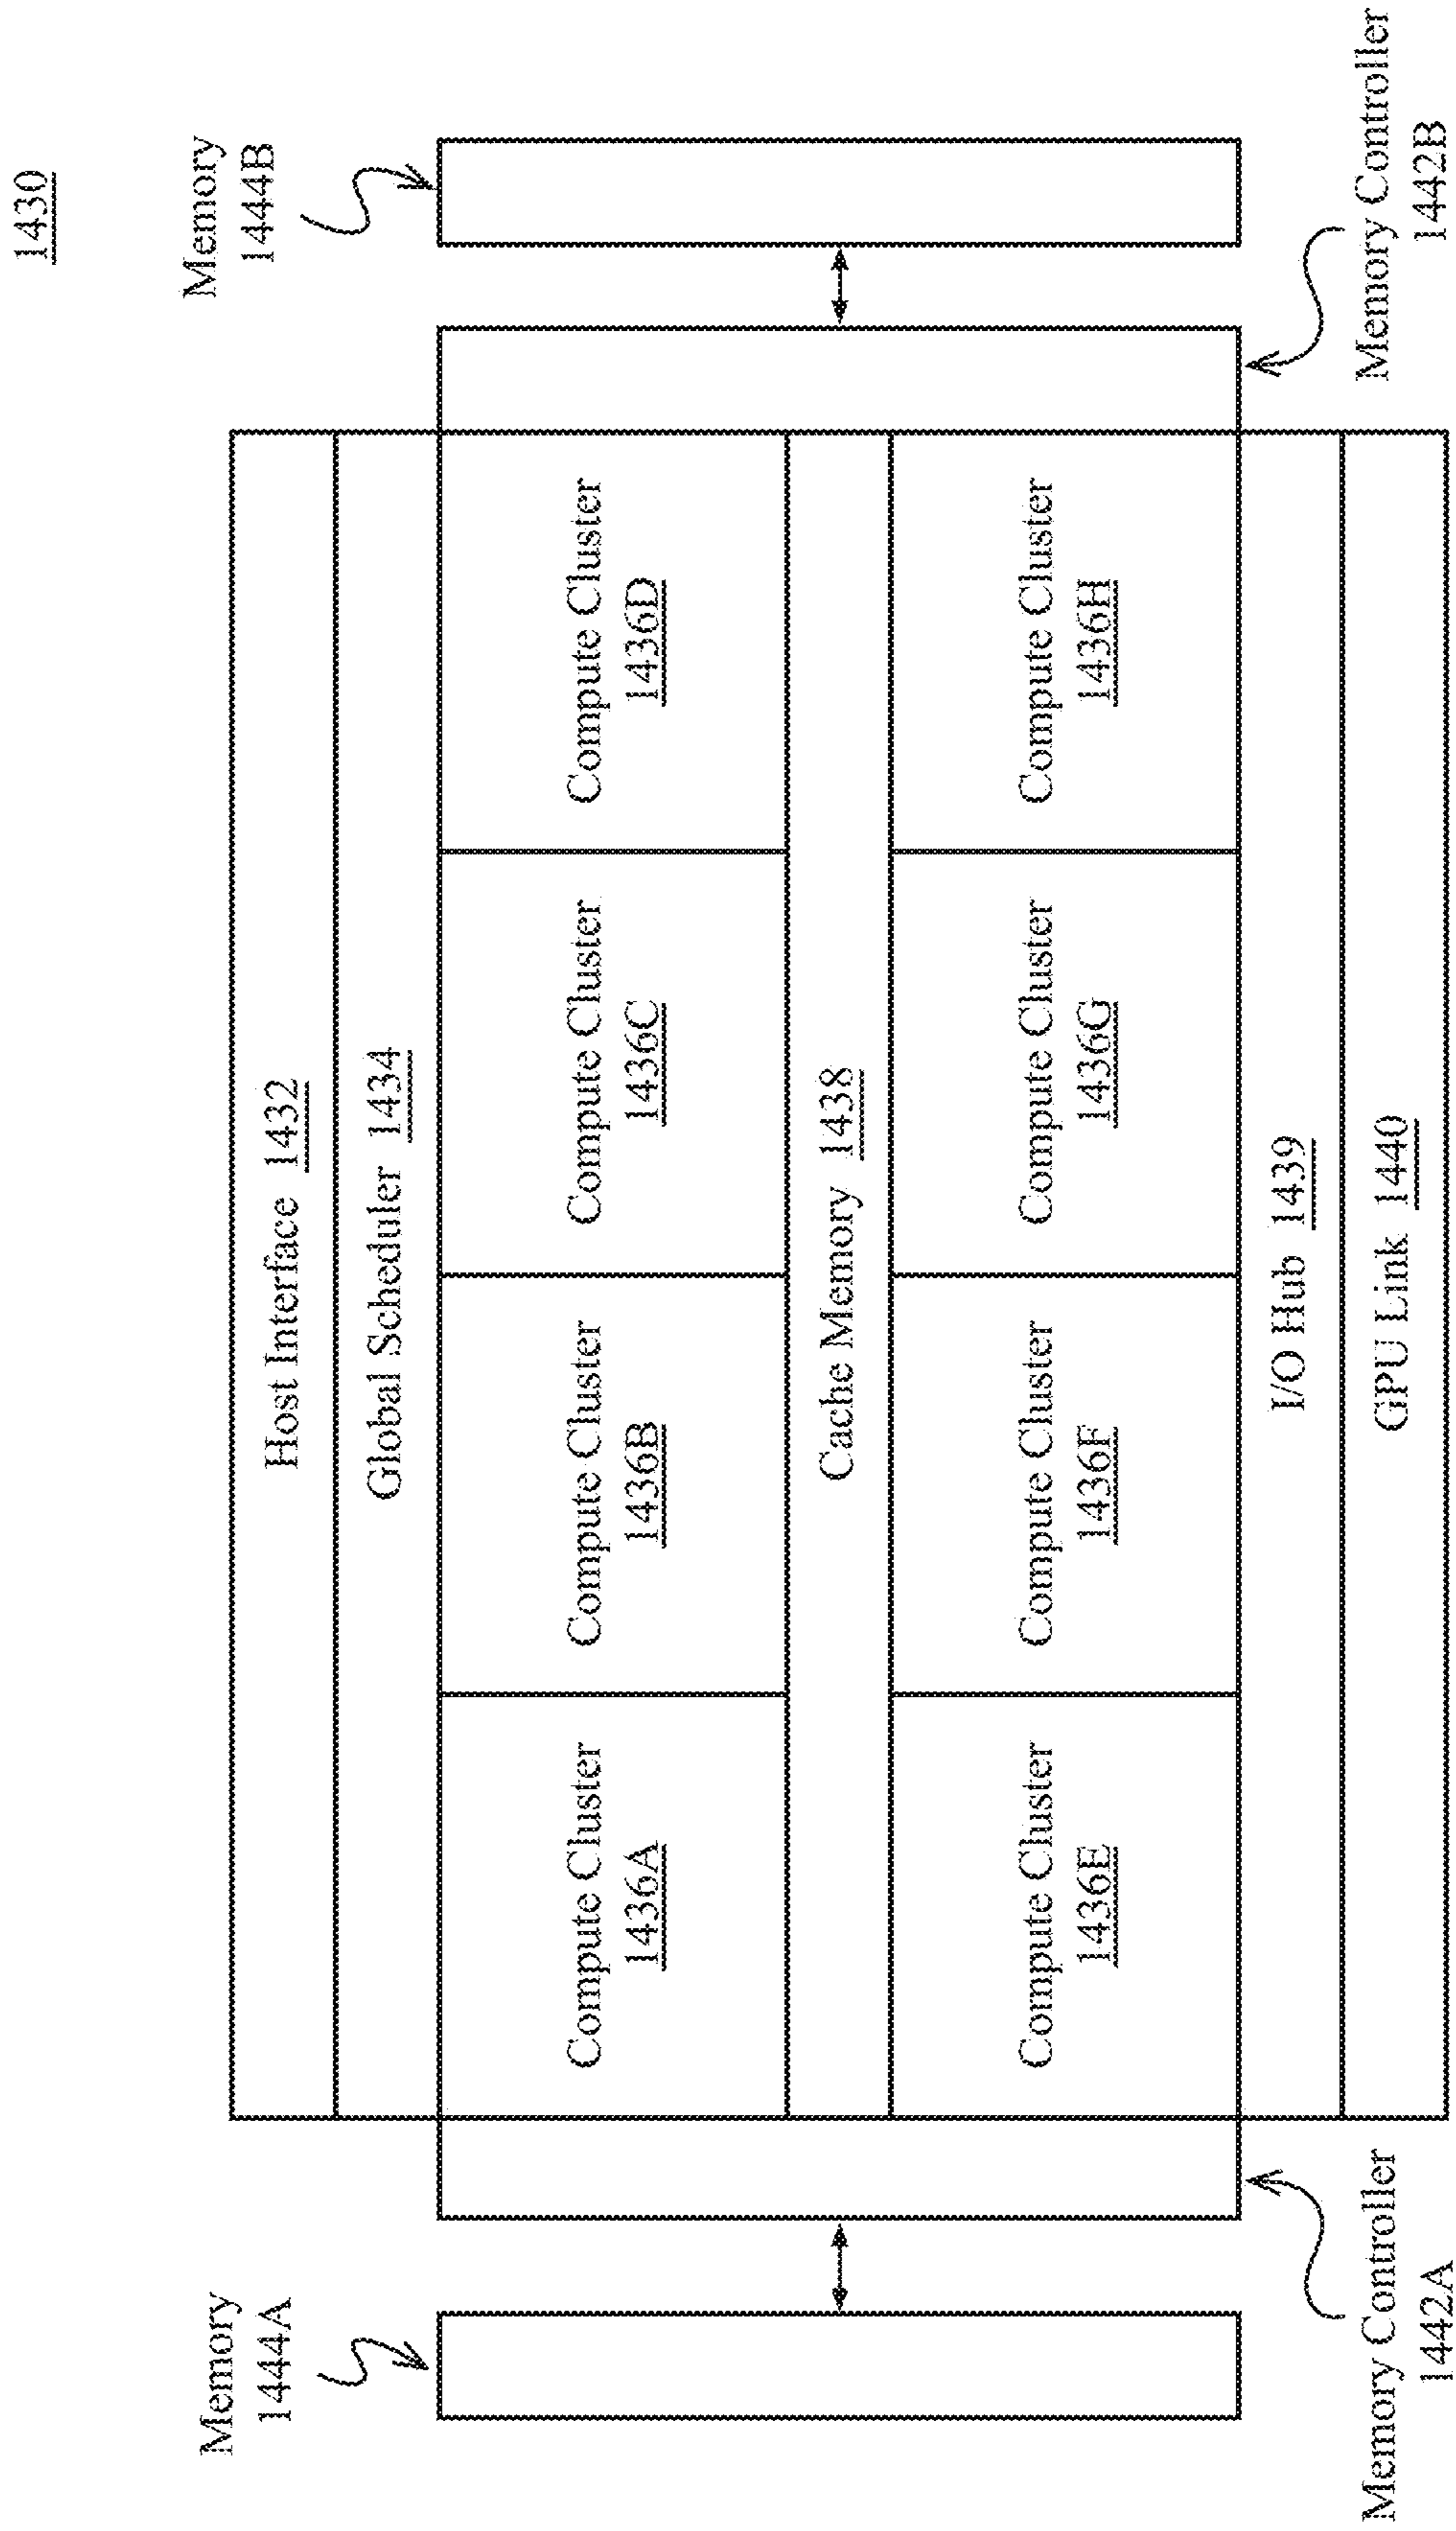 1430
Memory
1444A
Memory
1444B
Host Interface 1432
Global Scheduler 1434
Compute Cluster
1436A
Compute Cluster
1436B
Compute Cluster
1436C
Compute Cluster
1436D
Cache Memory 1438
Compute Cluster
1436E
Compute Cluster
1436F
Compute Cluster
1436G
Compute Cluster
1436H
I/O Hub 1439
GPU Link 1440
Memory Controller
1442A
Memory Controller
1442B